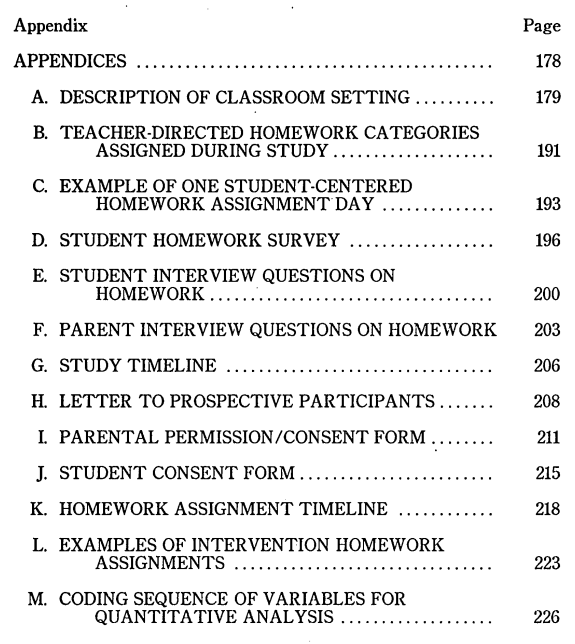 Appendix Page
APPENDICES ........................................... 178
A. DESCRIPTION OF CLASSROOM SETTING .......... 179
B. TEACHER-DIRECTED HOMEWORK CATEGORIES
ASSIGNED DURING STUDY ................... 191
C. EXAMPLE OF ONE STUDENT-CENTERED
HOMEWORK ASSIGNMENT DAY ............. 193
D. STUDENT HOMEWORK SURVEY ................. 196
E. STUDENT INTERVIEW QUESTIONS ON
HOMEWORK ................................. 200
F. PARENT INTERVIEW QUESTIONS ON HOMEWORK 203
G. STUDY TIMELINE ............................... 206
H. LETTER TO PROSPECTIVE PARTICIPANTS ....... 208
I. PARENTAL PERMISSION/CONSENT FORM ........ 211
J. STUDENT CONSENT FORM ...................... 215
K. HOMEWORK ASSIGNMENT TIMELINE ........... 218
L. EXAMPLES OF INTERVENTION HOMEWORK
ASSIGNMENTS .............................. 223
M. CODING SEQUENCE OF VARIABLES FOR
QUANTITATIVE ANALYSIS .................... 226